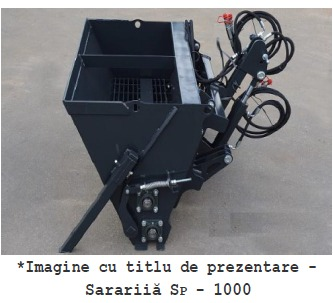 *Imagine cu titlu de prezentare -
Sarariiă Sp - 1000